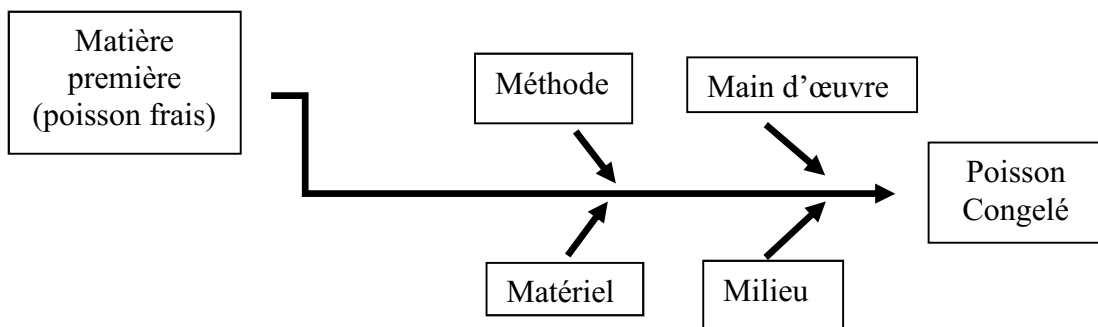 Matière
première
(poisson frais)
Méthode
Main d’œuvre
Poisson
Congelé
Matériel
Milieu